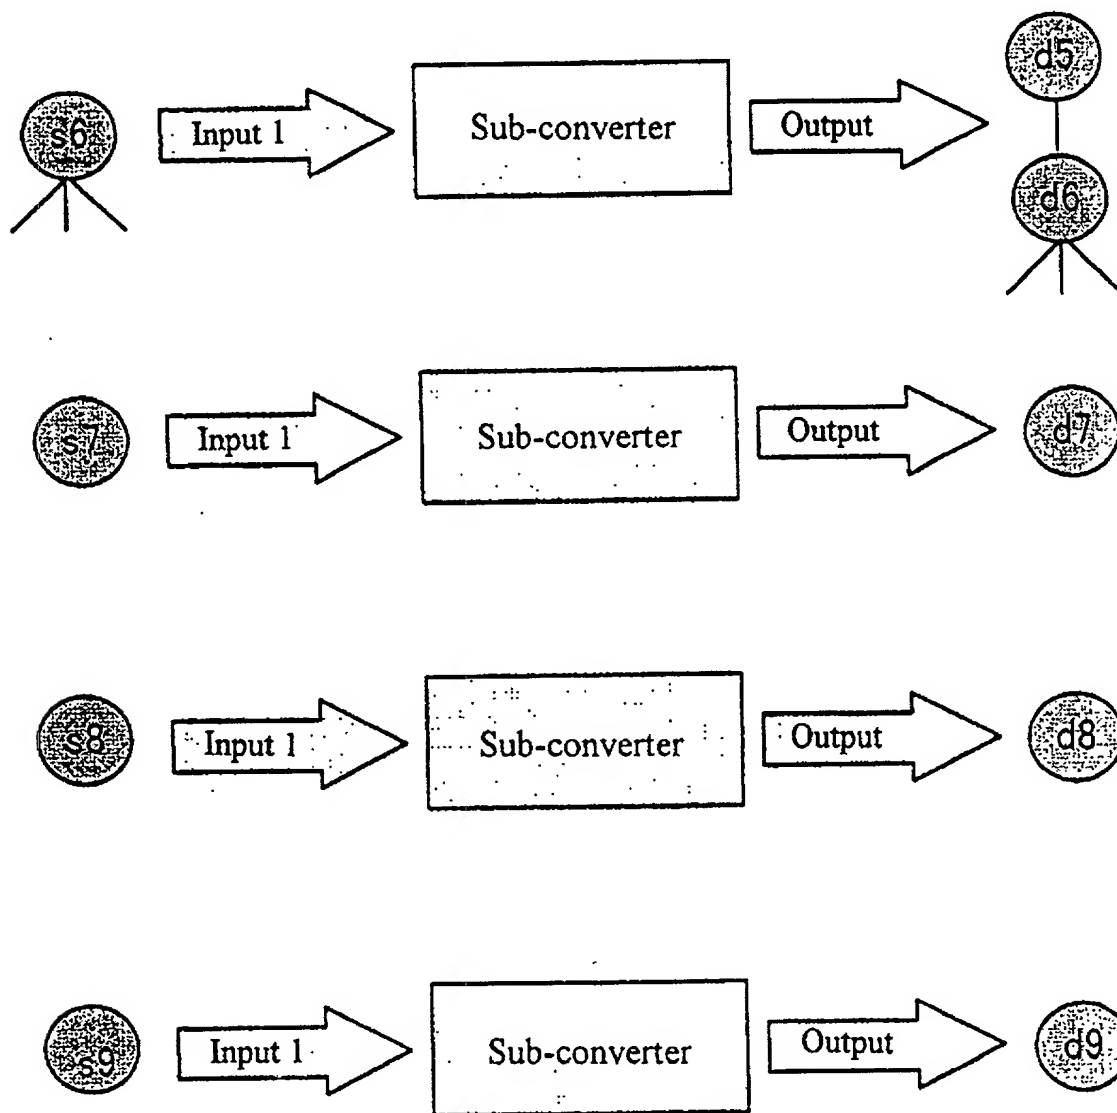 d5
s6 Input 1 Sub-converter Output
d6
s7 Input 1 Sub-converter Output d7
s8 Input 1 Sub-converter Output d8
s9 Input 1 Sub-converter Output d9